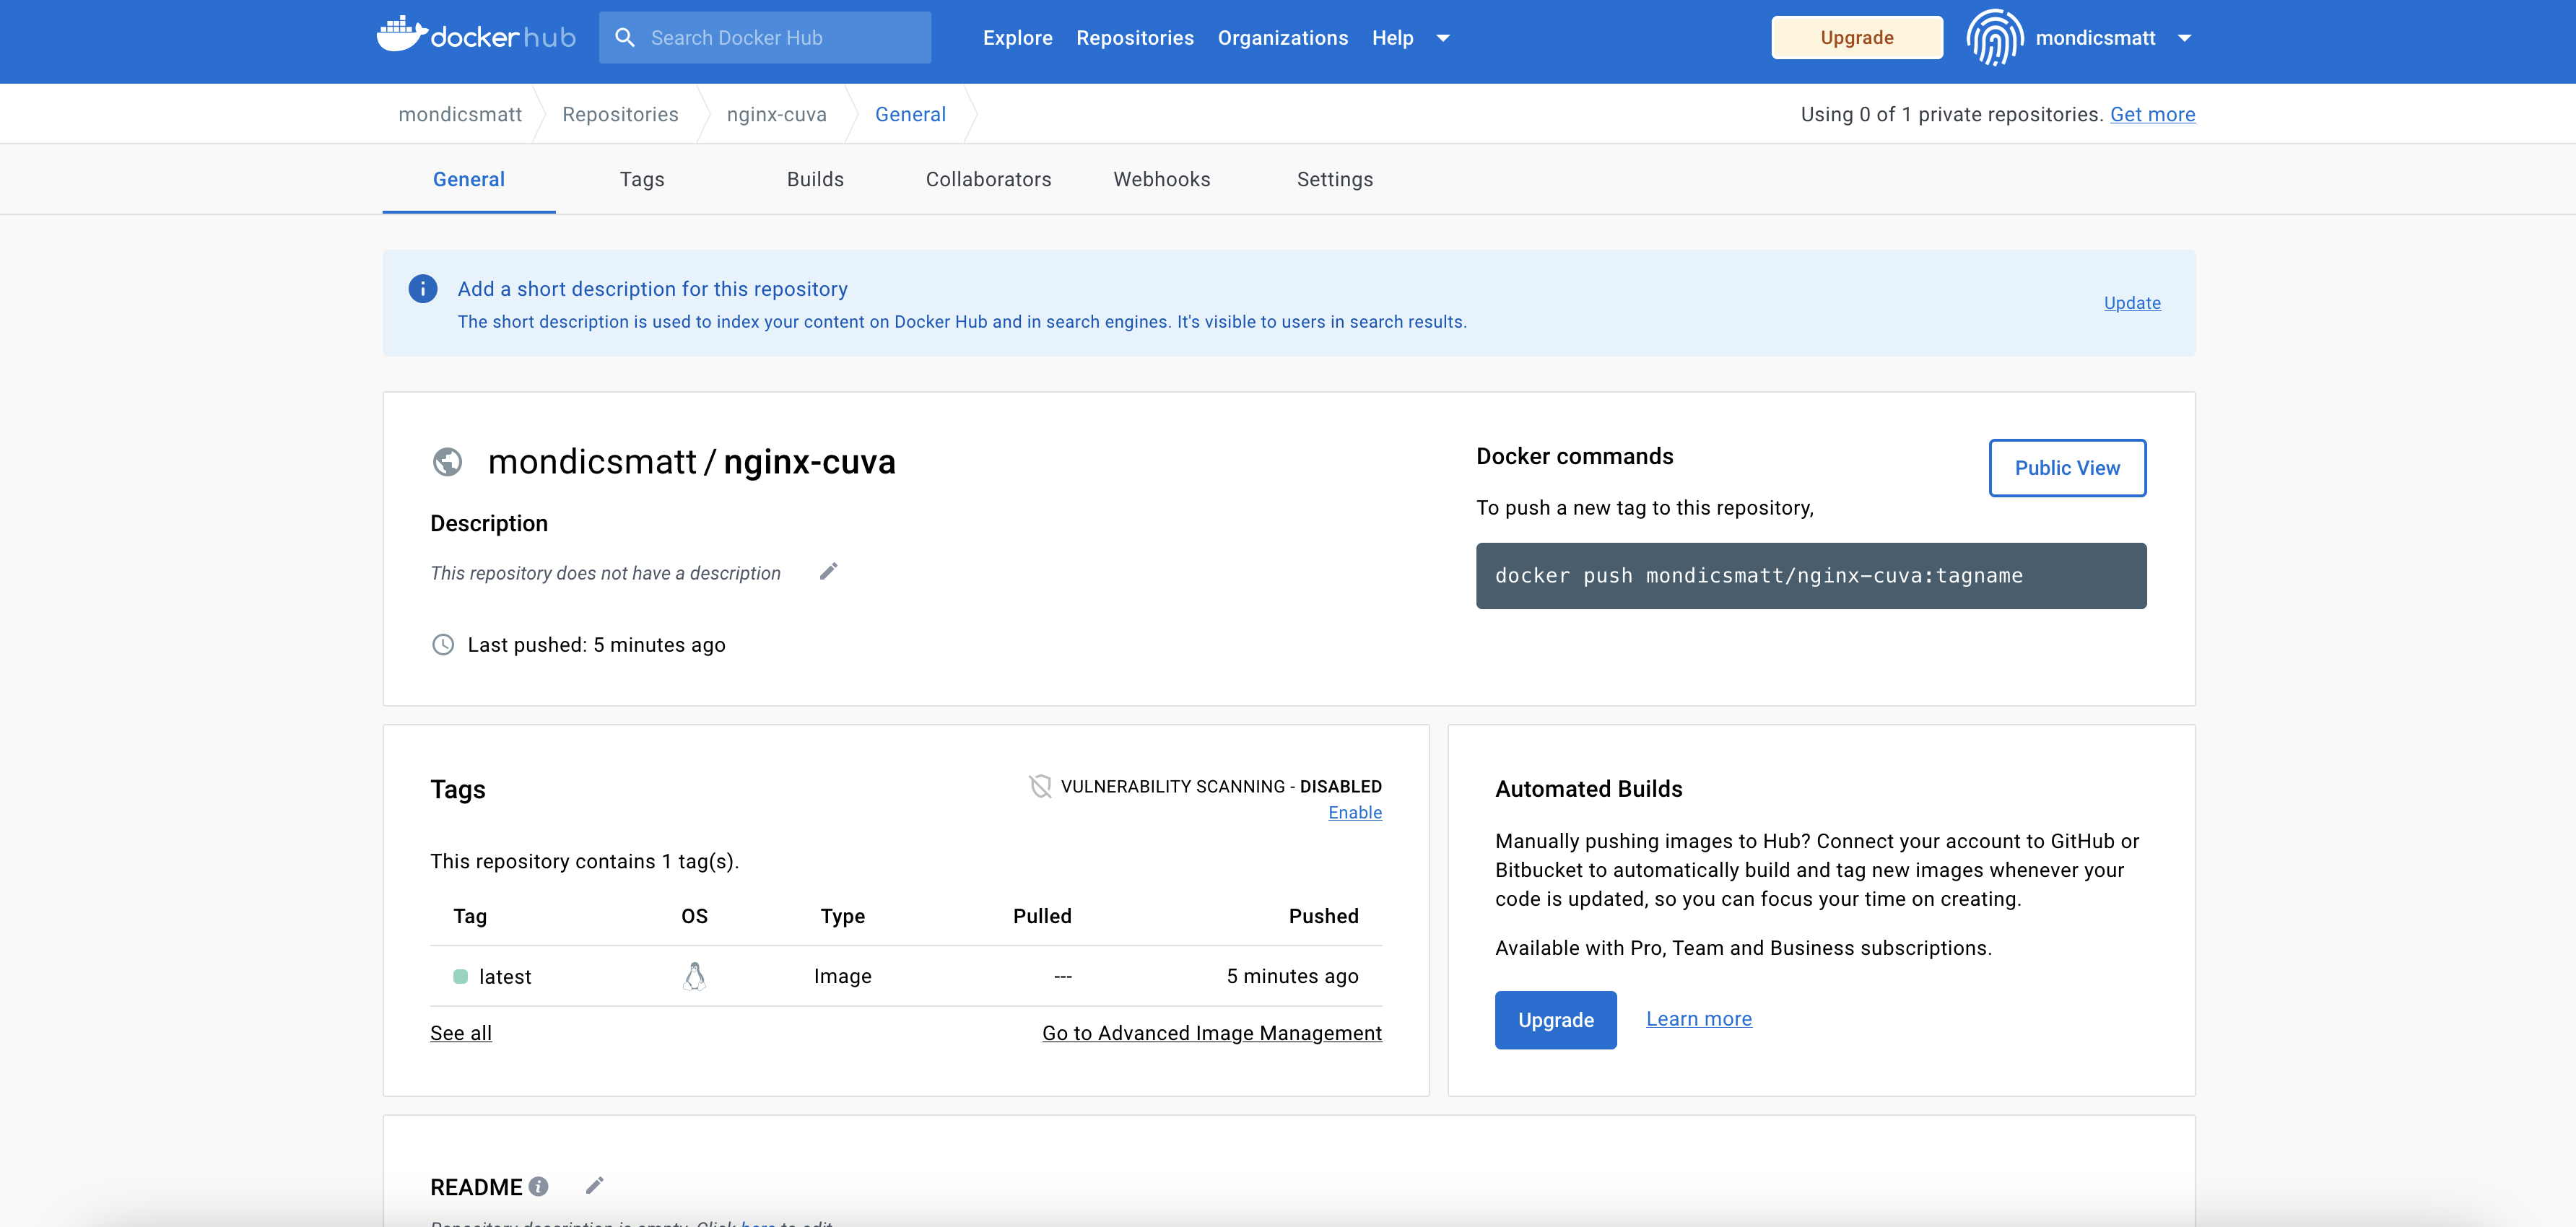 docker hub
Search Docker Hub
Explore Repositories Organizations Help
Upgrade
mondicsmatt
mondicsmatt Repositories nginx-cuva General
Using 0 of 1 private repositories. Get more
General Tags Builds Collaborators Webhooks Settings
Add a short description for this repository
The short description is used to index your content on Docker Hub and in search engines. It's visible to users in search results.
Update
mondicsmatt / nginx-cuva
Description
This repository does not have a description
Last pushed: 5 minutes ago
Docker commands
Public View
To push a new tag to this repository,
docker push mondicsmatt/nginx-cuva:tagname
Tags
VULNERABILITY SCANNING - DISABLED
Enable
This repository contains 1 tag(s).
Tag OS Type Pulled Pushed
latest Image --- 5 minutes ago
See all Go to Advanced Image Management
Automated Builds
Manually pushing images to Hub? Connect your account to GitHub or
Bitbucket to automatically build and tag new images whenever your
code is updated, so you can focus your time on creating.
Available with Pro, Team and Business subscriptions.
Upgrade Learn more
README
Repository description is empty. Click here to edit.